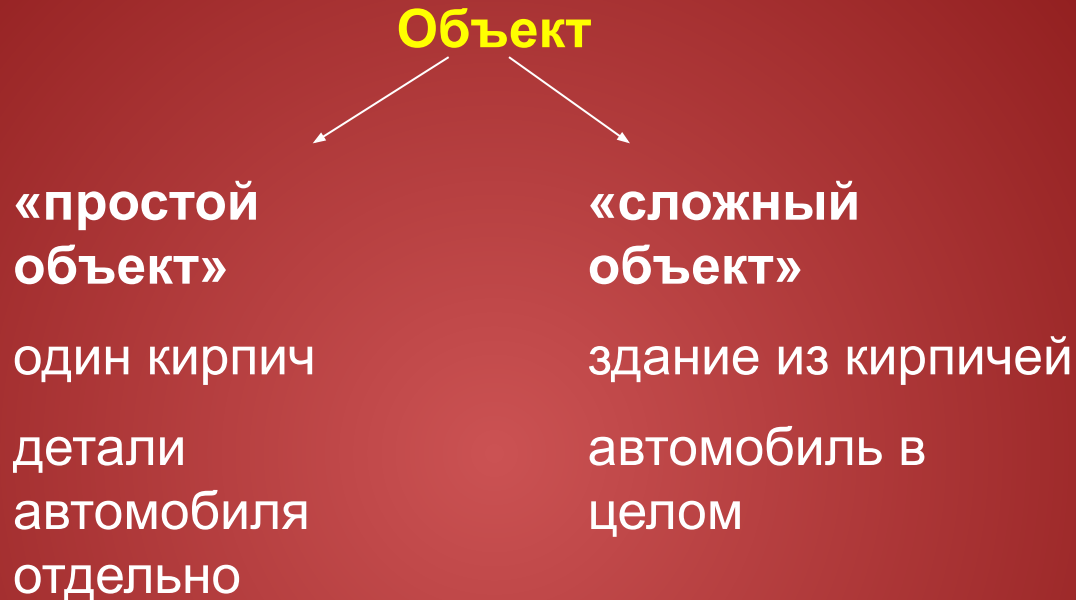 Объект
«простой
объект»
один кирпич
детали
автомобиля
отдельно
«сложный
объект»
здание из кирпичей
автомобиль в
целом